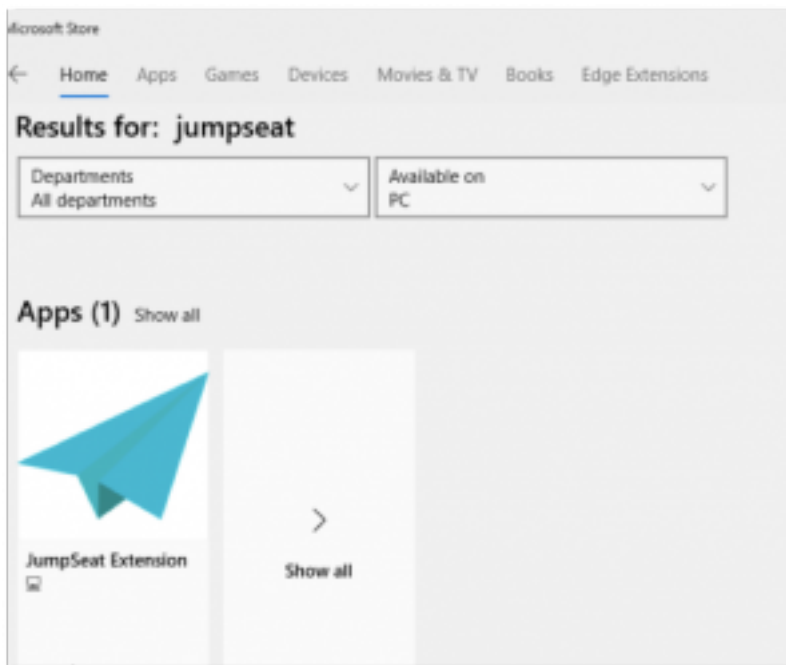 Microsoft Store
Home Apps Games Devices Movies & TV Books Edge Extensions
Results for: jumpseat
Departments
All departments
Available on
PC
Apps (1) Show all
JumpSeat Extension
Show all